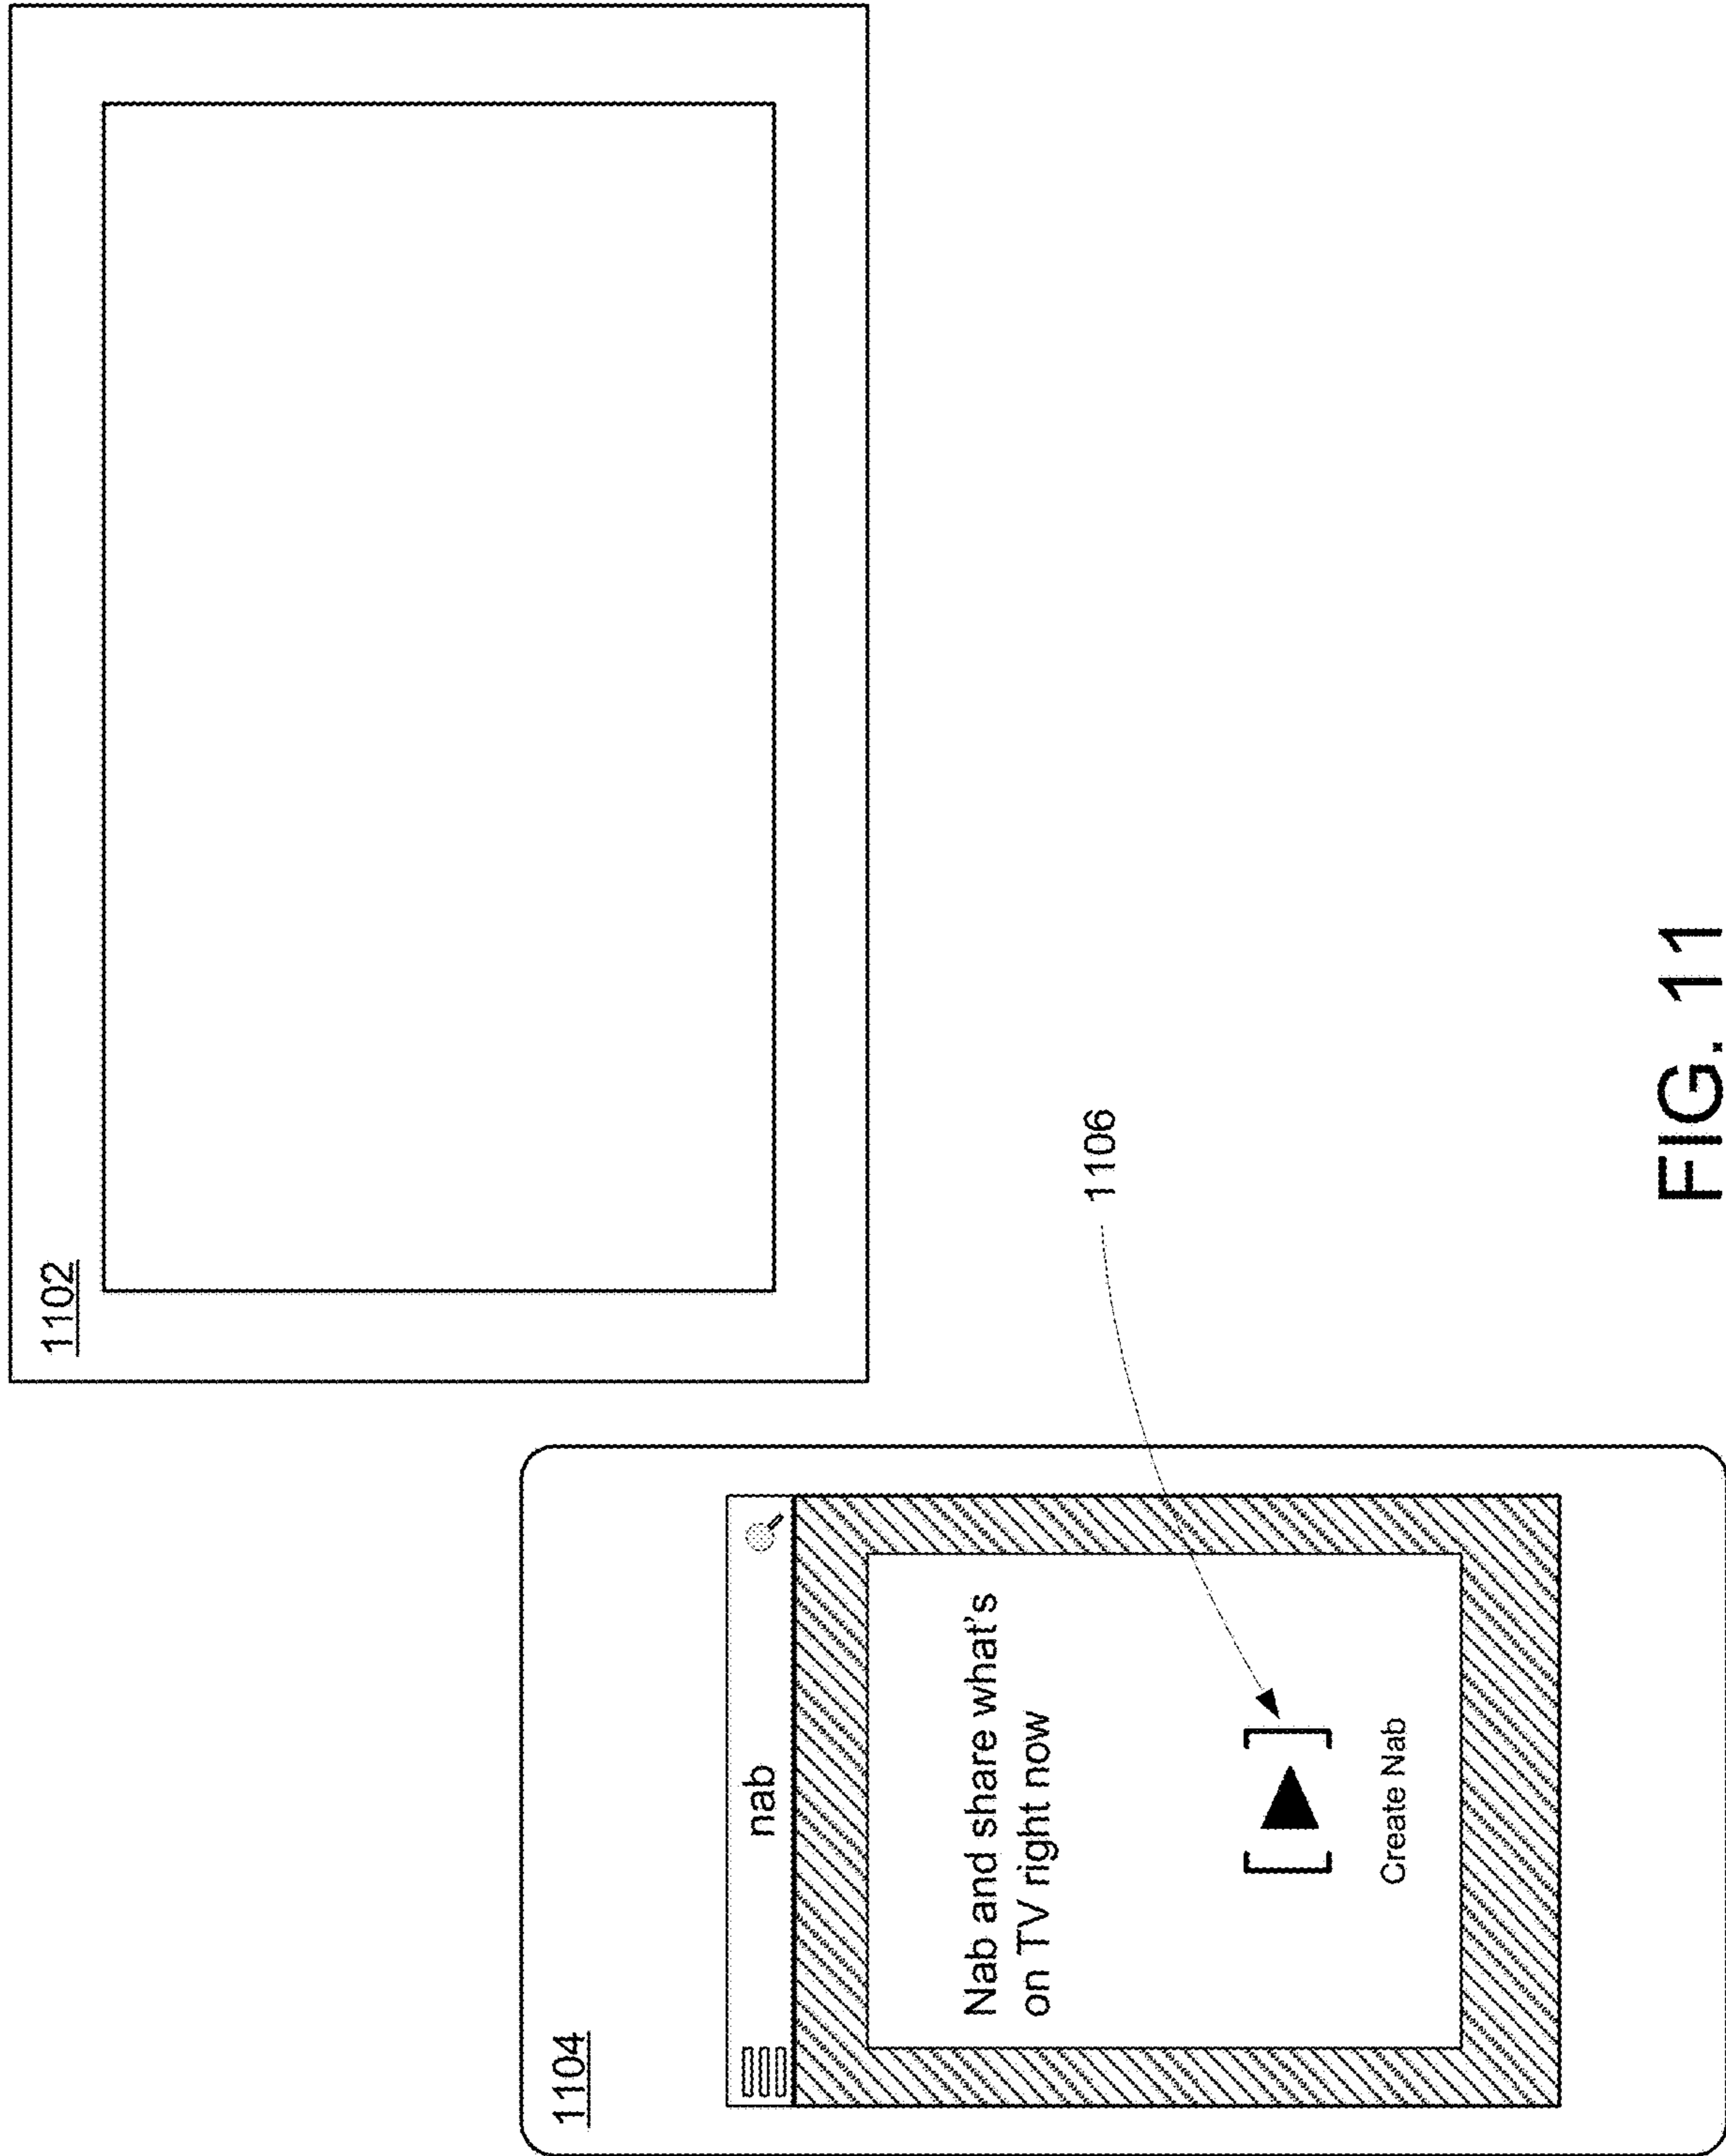 1102
1104
nab
Nab and share what's
on TV right now
[▶]
Create Nab
1106
FIG. 11